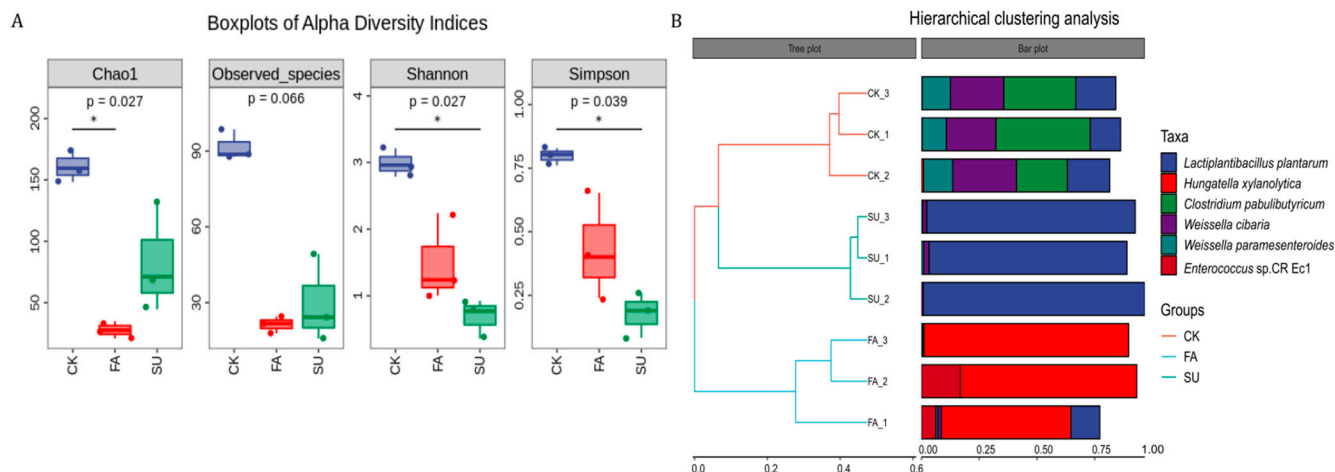 A
Boxplots of Alpha Diversity Indices
Chao1
p = 0.027
*
50
100
150
200
CK
FA
SU
Observed_species
p = 0.066
30
60
90
CK
FA
SU
Shannon
p = 0.027
*
1
2
3
4
CK
FA
SU
Simpson
p = 0.039
*
0.25
0.50
0.75
1.00
CK
FA
SU
B
Hierarchical clustering analysis
Tree plot
Bar plot
CK_3
CK_1
CK_2
SU_3
SU_1
SU_2
FA_3
FA_2
FA_1
0.0
0.2
0.4
0.6
0.00
0.25
0.50
0.75
1.00
Taxa
Lactiplantibacillus plantarum
Hungatella xylanolytica
Clostridium pabulibutyricum
Weissella cibaria
Weissella paramesenteroides
Enterococcus sp.CR Ec1
Groups
CK
FA
SU